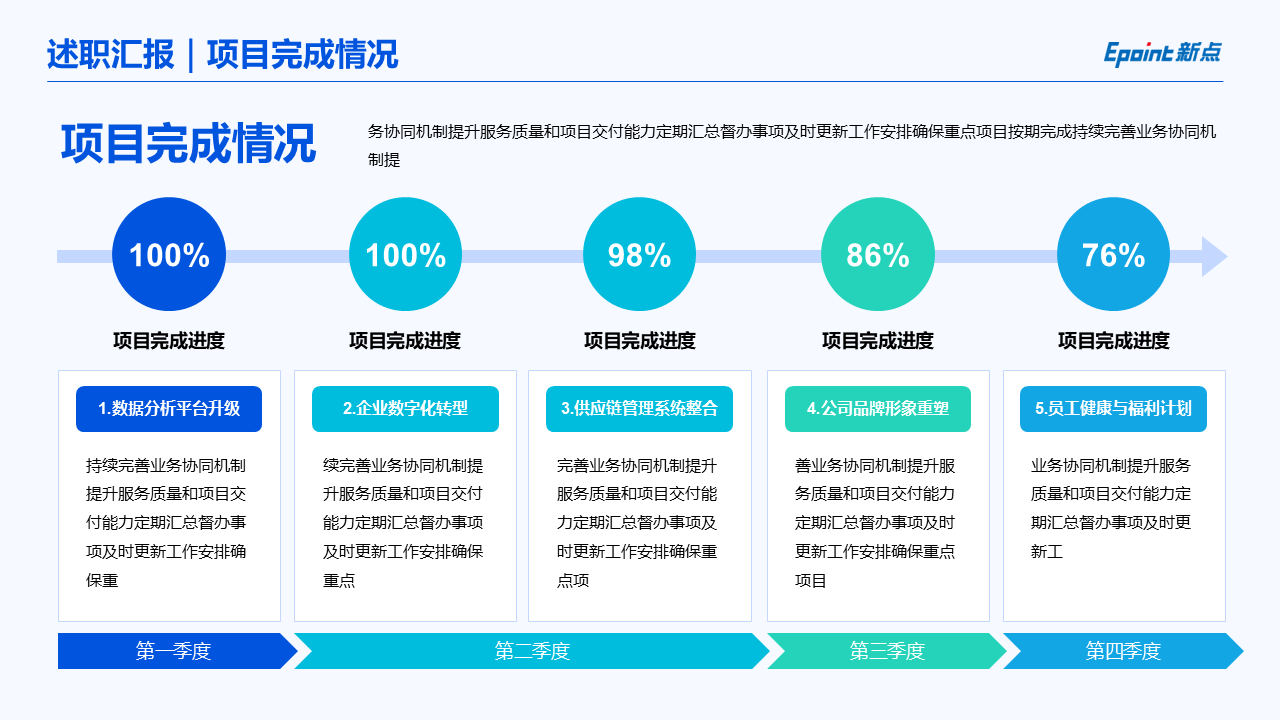 述职汇报｜项目完成情况
Epoint新点
项目完成情况
务协同机制提升服务质量和项目交付能力定期汇总督办事项及时更新工作安排确保重点项目按期完成持续完善业务协同机
制提
100%
100%
98%
86%
76%
项目完成进度
项目完成进度
项目完成进度
项目完成进度
项目完成进度
1.数据分析平台升级
持续完善业务协同机制
提升服务质量和项目交
付能力定期汇总督办事
项及时更新工作安排确
保重
2.企业数字化转型
续完善业务协同机制提
升服务质量和项目交付
能力定期汇总督办事项
及时更新工作安排确保
重点
3.供应链管理系统整合
完善业务协同机制提升
服务质量和项目交付能
力定期汇总督办事项及
时更新工作安排确保重
点项
4.公司品牌形象重塑
善业务协同机制提升服
务质量和项目交付能力
定期汇总督办事项及时
更新工作安排确保重点
项目
5.员工健康与福利计划
业务协同机制提升服务
质量和项目交付能力定
期汇总督办事项及时更
新工
第一季度
第二季度
第三季度
第四季度